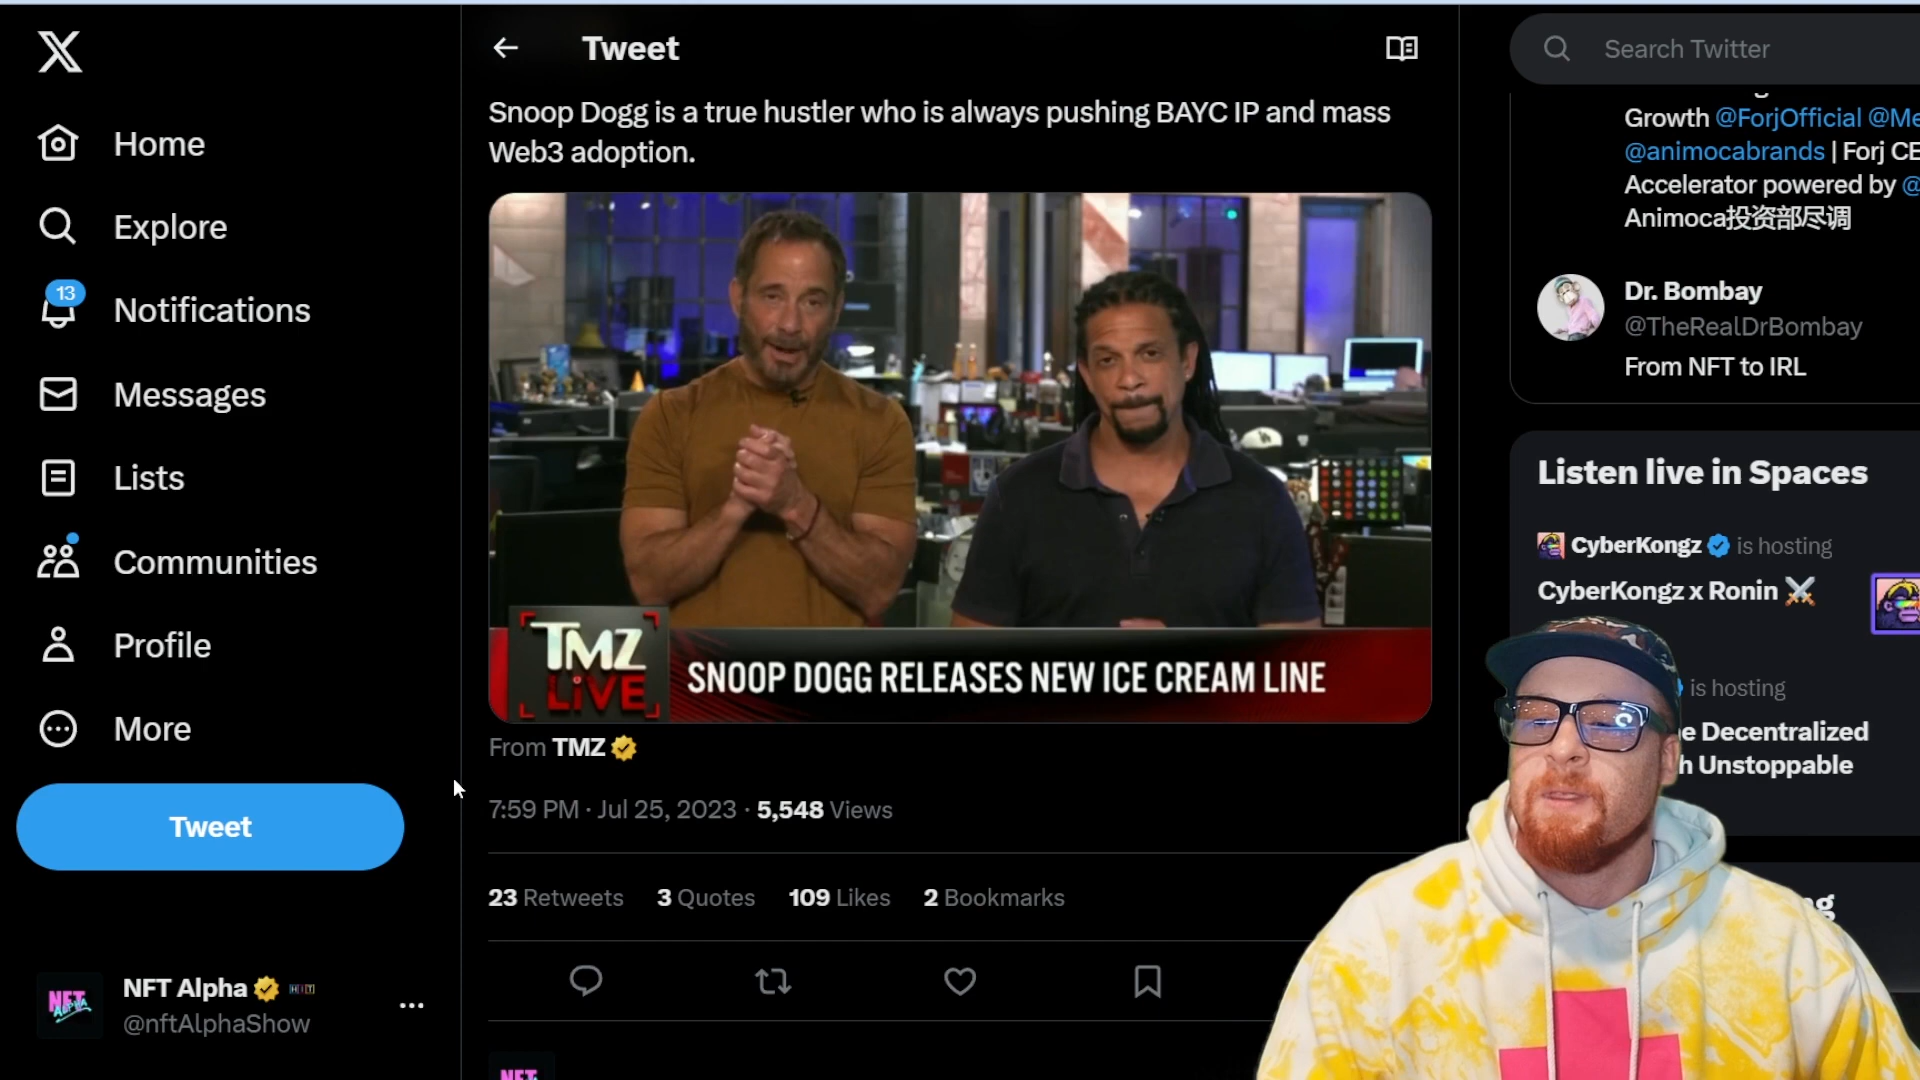 Home
Explore
13
Notifications
Messages
Lists
Communities
Profile
More
Tweet
NFT Alpha
@nftAlphaShow
Tweet
Snoop Dogg is a true hustler who is always pushing BAYC IP and mass
Web3 adoption.
TMZ
LiVE
SNOOP DOGG RELEASES NEW ICE CREAM LINE
From TMZ
7:59 PM · Jul 25, 2023 · 5,548 Views
23 Retweets 3 Quotes 109 Likes 2 Bookmarks
Search Twitter
Growth @ForjOfficial
@animocabrands | Forj
Accelerator powered by @
Animoca投资部尽调
Dr. Bombay
@TheRealDrBombay
From NFT to IRL
Listen live in Spaces
CyberKongz is hosting
CyberKongz x Ronin
is hosting
Decentralized
Unstoppable